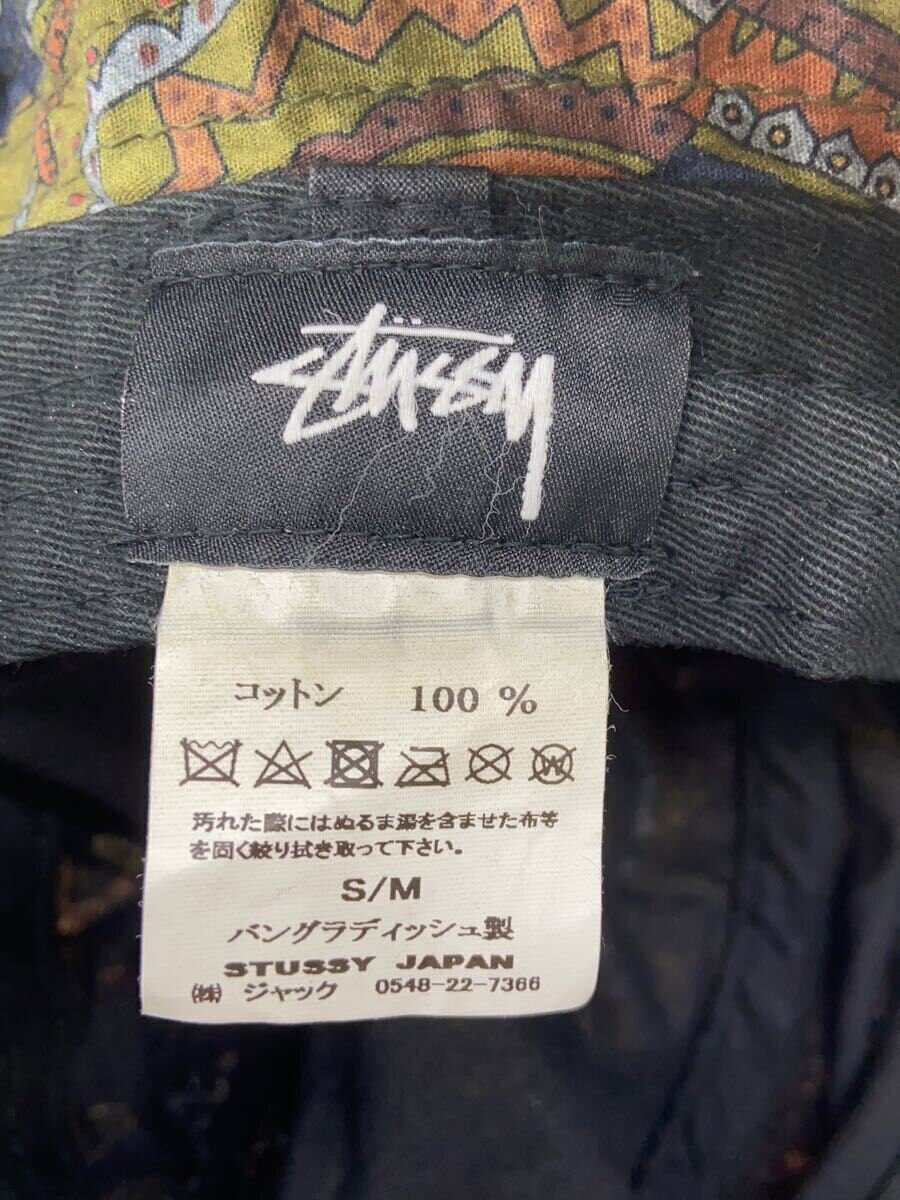 STÜSSY
コットン 100 %
W
汚れた際にはぬるま湯を含ませた布等
を固く絞り拭き取って下さい。
S/M
バングラディッシュ製
STUSSY JAPAN
㈱ ジャック 0548-22-7366